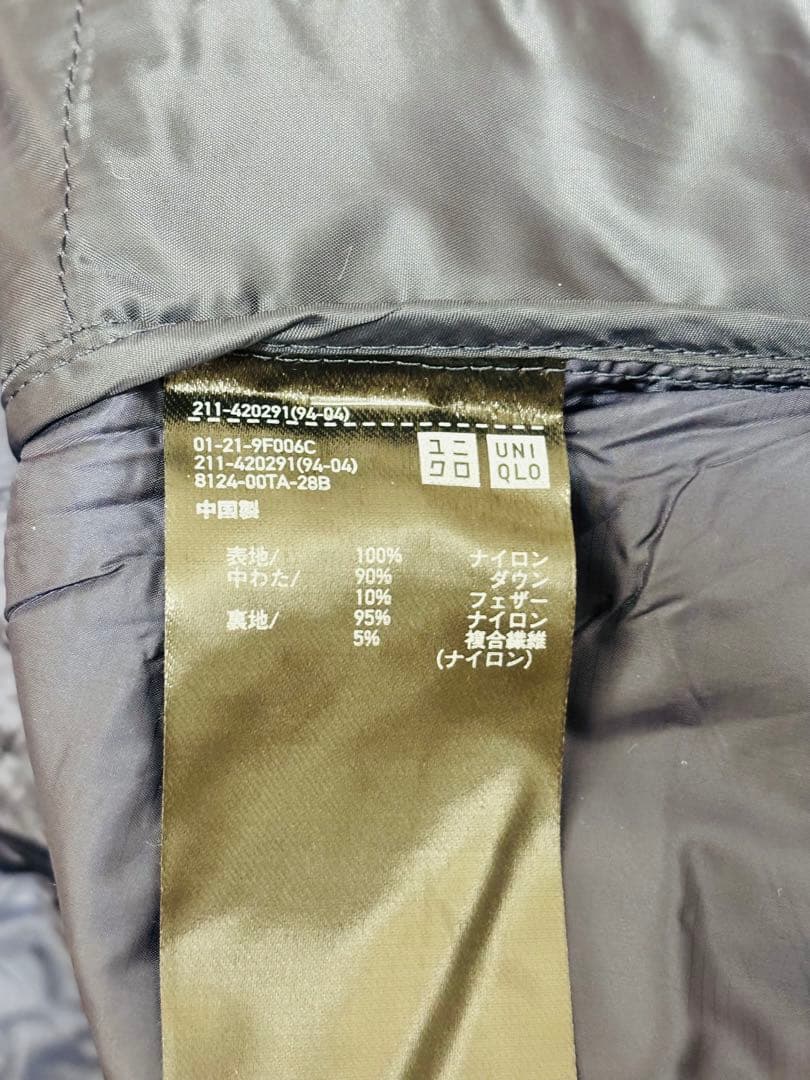 211-420291(94-04)
01-21-9F006C
211-420291(94-04)
8124-00TA-28B
ユニクロ
UNIQLO
中国製
表地/ 100% ナイロン
中わた/ 90% ダウン
10% フェザー
裏地/ 95% ナイロン
5% 複合繊維
(ナイロン)